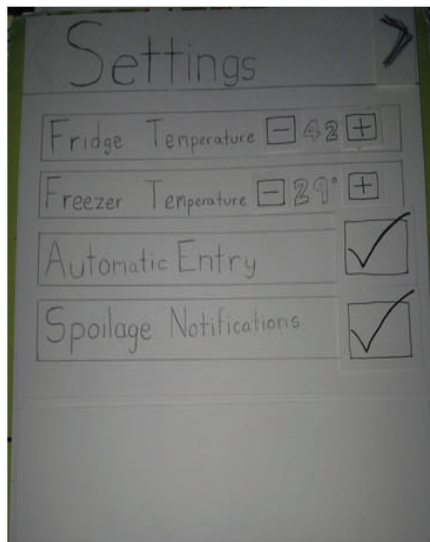 Settings
Fridge Temperature − 42 +
Freezer Temperature − 29° +
Automatic Entry
Spoilage Notifications